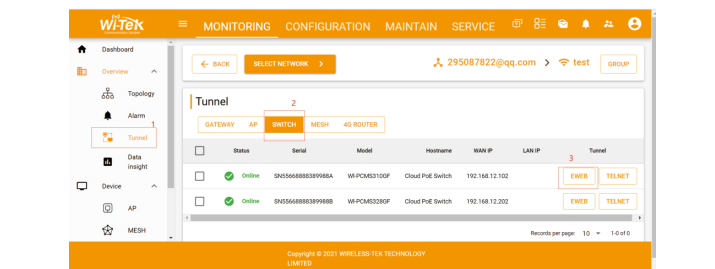 Wi-Tek
MONITORING CONFIGURATION MAINTAIN SERVICE
Dashboard
Overview
Topology
Alarm
1
Tunnel
Data
insight
Device
AP
MESH
BACK SELECT NETWORK
295087822@qq.com test GROUP
Tunnel
2
GATEWAY AP SWITCH MESH 4G ROUTER
Status Serial Model Hostname WAN IP LAN IP Tunnel
3
Online SN55668888389988A WI-PCMS310GF Cloud PoE Switch 192.168.12.102 EWEB TELNET
Online SN55668888389988B WI-PCMS328GF Cloud PoE Switch 192.168.12.202 EWEB TELNET
Records per page: 10 1-0 of 0
Copyright © 2021 WIRELESS-TEK TECHNOLOGY
LIMITED